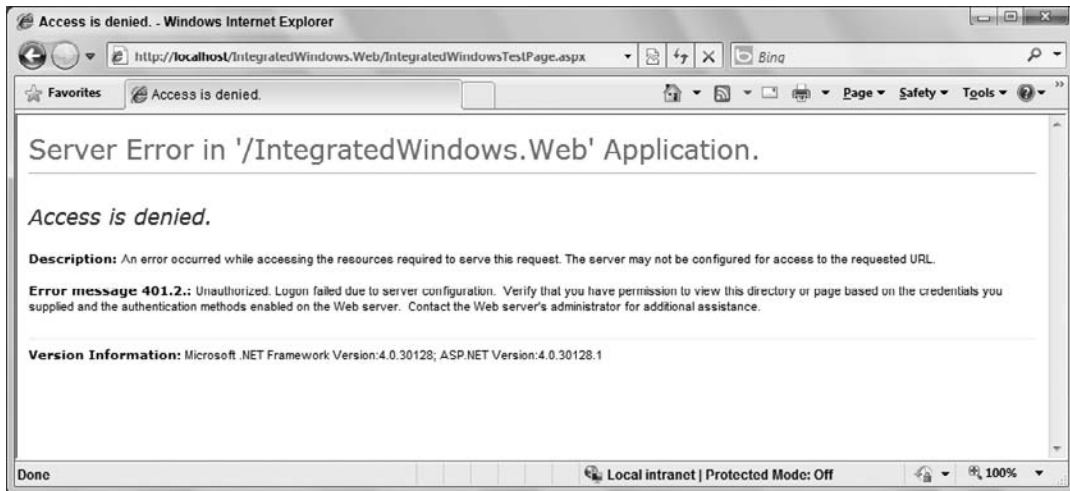 Access is denied. - Windows Internet Explorer
http://localhost/IntegratedWindows.Web/IntegratedWindowsTestPage.aspx
Bing
Favorites
Access is denied.
Page
Safety
Tools
Server Error in '/IntegratedWindows.Web' Application.
Access is denied.
Description: An error occurred while accessing the resources required to serve this request. The server may not be configured for access to the requested URL.
Error message 401.2.: Unauthorized. Logon failed due to server configuration. Verify that you have permission to view this directory or page based on the credentials you
supplied and the authentication methods enabled on the Web server. Contact the Web server's administrator for additional assistance.
Version Information: Microsoft .NET Framework Version:4.0.30128; ASP.NET Version:4.0.30128.1
Done
Local intranet | Protected Mode: Off
100%